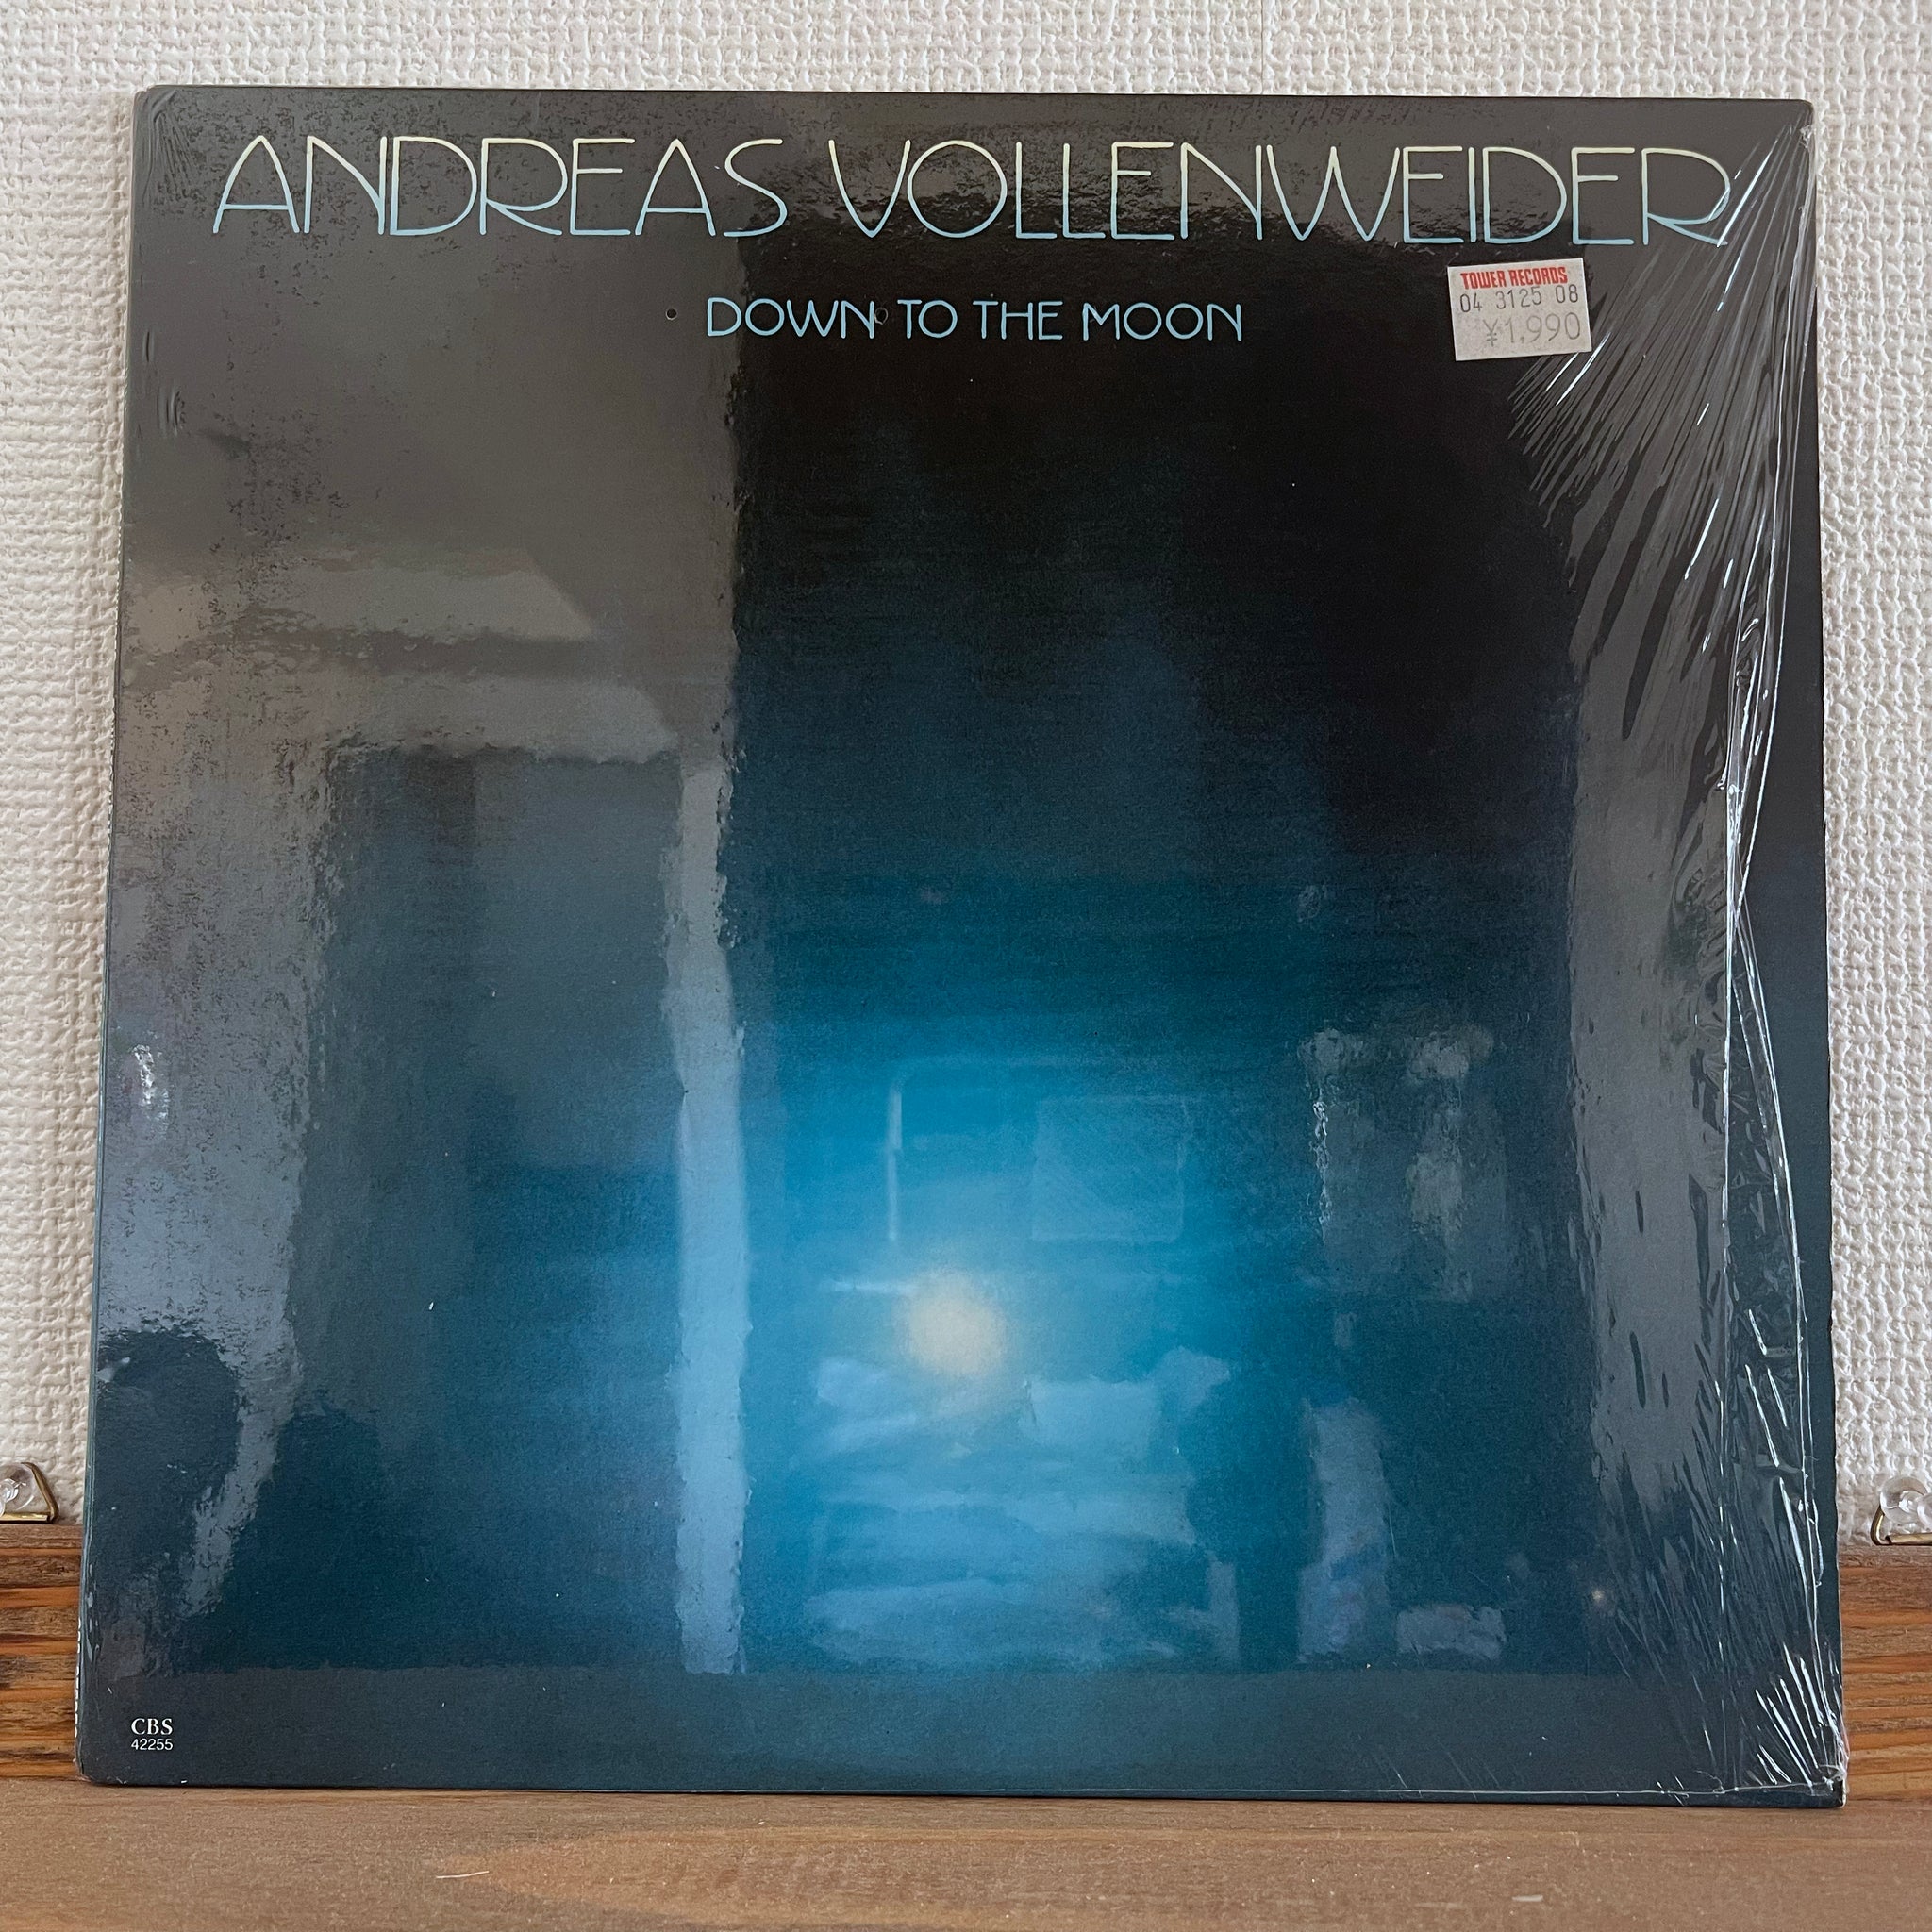 ANDREAS VOLLENWEIDER
DOWN TO THE MOON
TOWER RECORDS
04 3125 08
¥1,990
CBS
42255